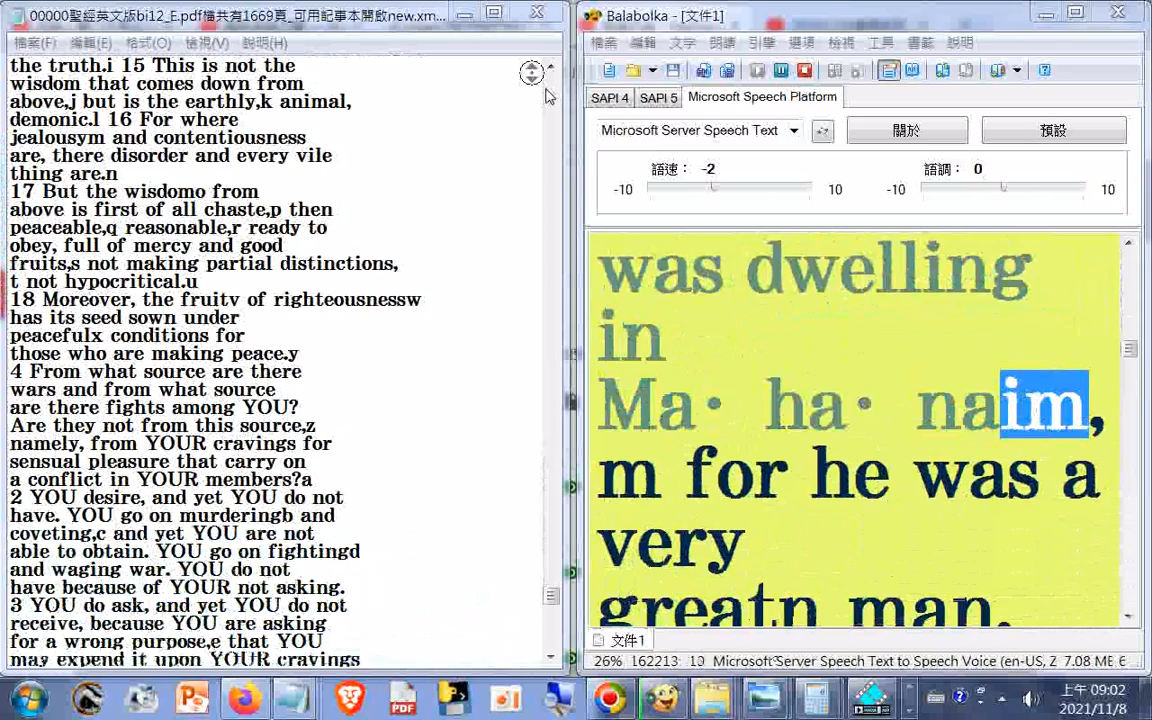 00000聖經英文版bi12_E.pdf檔共有1669頁_可用記事本開啟new.xm...
檔案(F) 編輯(E) 格式(O) 檢視(V) 說明(H)
the truth.i 15 This is not the
wisdom that comes down from
above,j but is the earthly,k animal,
demonic.l 16 For where
jealousym and contentiousness
are, there disorder and every vile
thing are.n
17 But the wisdomo from
above is first of all chaste,p then
peaceable,q reasonable,r ready to
obey, full of mercy and good
fruits,s not making partial distinctions,
t not hypocritical.u
18 Moreover, the fruitv of righteousnessw
has its seed sown under
peacefulx conditions for
those who are making peace.y
4 From what source are there
wars and from what source
are there fights among YOU?
Are they not from this source,z
namely, from YOUR cravings for
sensual pleasure that carry on
a conflict in YOUR members?a
2 YOU desire, and yet YOU do not
have. YOU go on murderingb and
coveting,c and yet YOU are not
able to obtain. YOU go on fightingd
and waging war. YOU do not
have because of YOUR not asking.
3 YOU do ask, and yet YOU do not
receive, because YOU are asking
for a wrong purpose,e that YOU
may expend it upon YOUR cravings
Balabolka - [文件1]
檔案 編輯 文字 朗讀 引擎 選項 檢視 工具 書籤 說明
SAPI 4 SAPI 5 Microsoft Speech Platform
Microsoft Server Speech Text 關於 預設
語速： -2 語調： 0
-10 10 -10 10
was dwelling
in
Ma· ha· naim,
m for he was a
very
greatn man.
文件1
26% 162213: 10 Microsoft Server Speech Text to Speech Voice (en-US, Z 7.08 MB 6
PDF
上午 09:02
2021/11/8